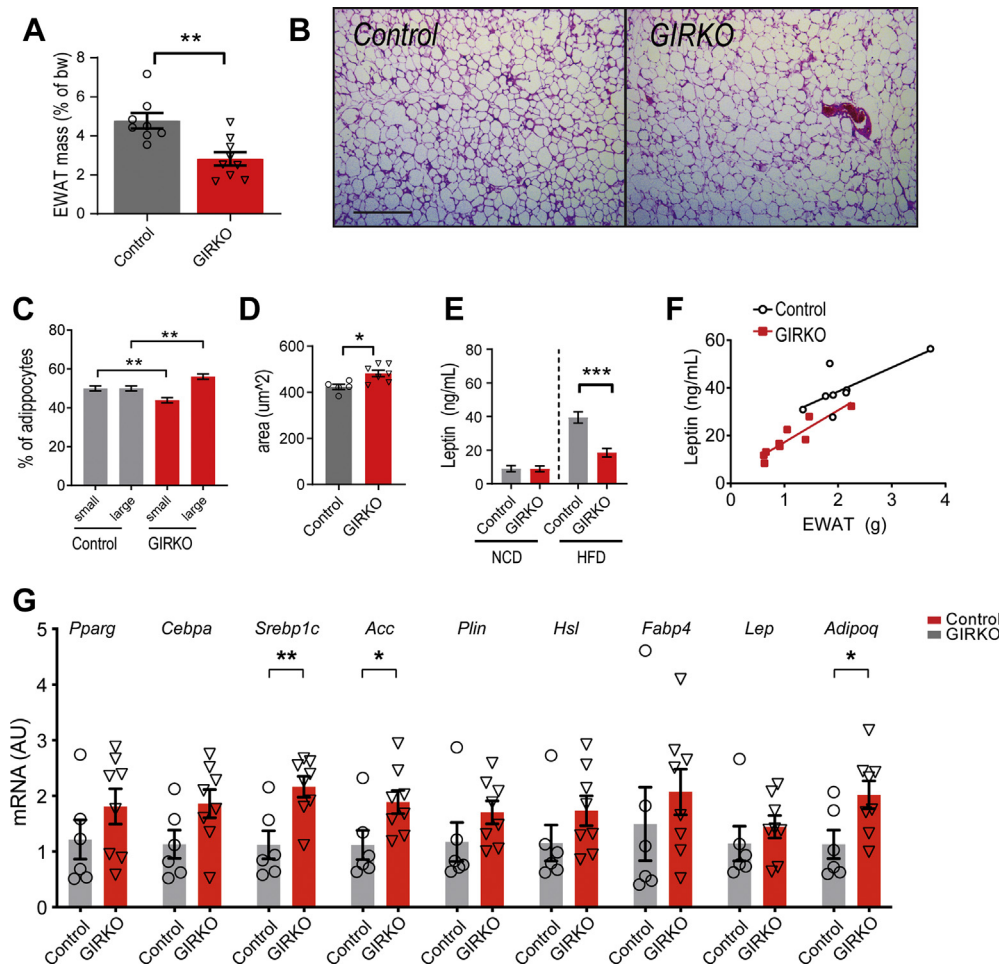 A
**
EWAT mass (% of bw)
8
6
4
2
0
Control
GIRKO
B
Control
GIRKO
C
% of adippocytes
80
60
40
20
0
**
**
small
large
small
large
Control
GIRKO
D
area (um^2)
600
400
200
0
*
Control
GIRKO
E
Leptin (ng/mL)
80
60
40
20
0
***
Control
GIRKO
Control
GIRKO
NCD
HFD
F
Control
GIRKO
Leptin (ng/mL)
60
40
20
0
0 1 2 3 4
EWAT (g)
G
Pparg Cebpa Srebp1c Acc Plin Hsl Fabp4 Lep Adipoq
Control
GIRKO
** * *
mRNA (AU)
5
4
3
2
1
0
Control GIRKO Control GIRKO Control GIRKO Control GIRKO Control GIRKO Control GIRKO Control GIRKO Control GIRKO Control GIRKO